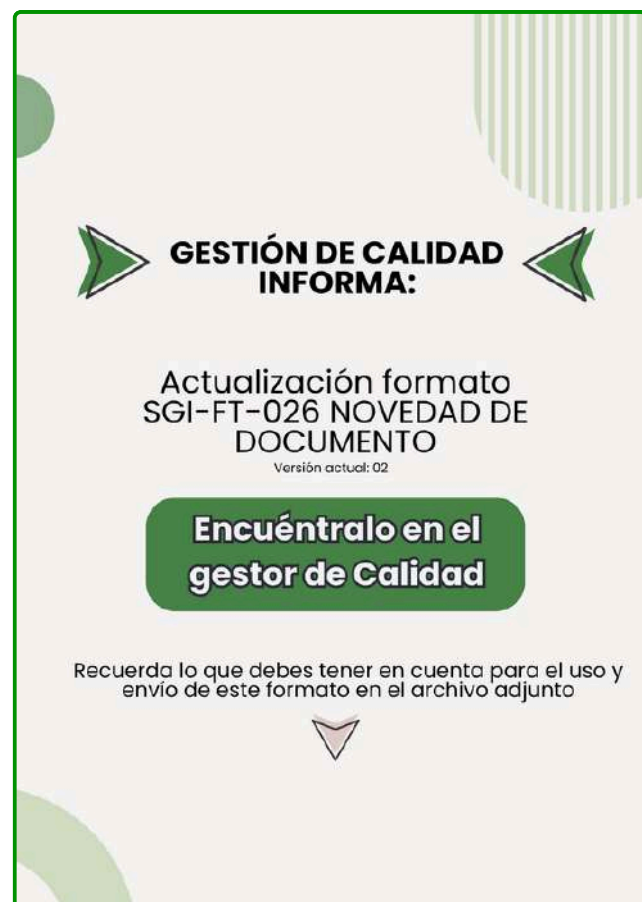 GESTIÓN DE CALIDAD
INFORMA:
Actualización formato
SGI-FT-026 NOVEDAD DE
DOCUMENTO
Versión actual: 02
Encuéntralo en el
gestor de Calidad
Recuerda lo que debes tener en cuenta para el uso y
envío de este formato en el archivo adjunto